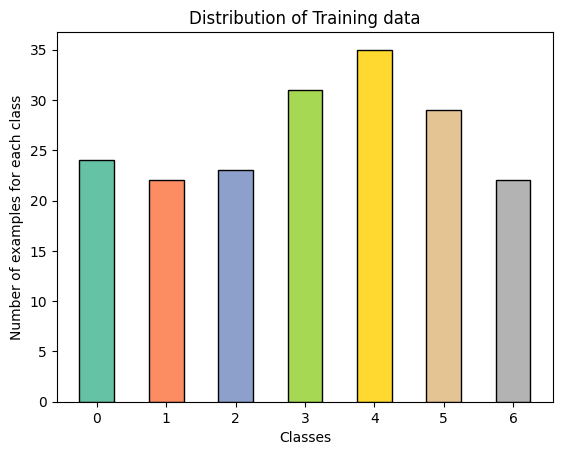 Distribution of Training data
Number of examples for each class
35
30
25
20
15
10
5
0
0 1 2 3 4 5 6
Classes